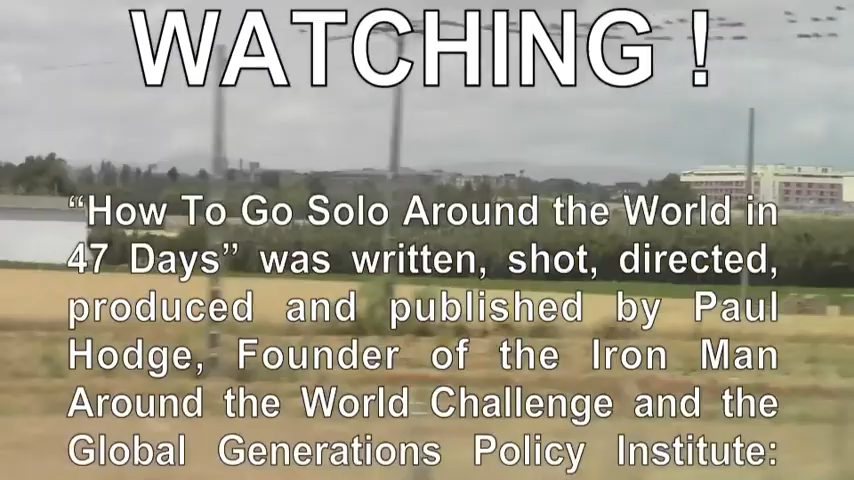 WATCHING !
“How To Go Solo Around the World in
47 Days” was written, shot, directed,
produced and published by Paul
Hodge, Founder of the Iron Man
Around the World Challenge and the
Global Generations Policy Institute: